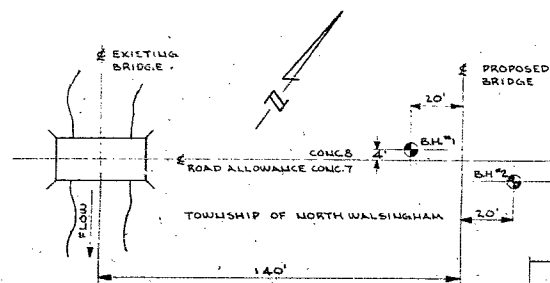 ℄ EXISTING
BRIDGE.
℄ PROPOSED
BRIDGE
N
20'
B.H.#1
CONC.8
4'
℄ ROAD ALLOWANCE CONC.7
B.H#2
TOWNSHIP OF NORTH WALSINGHAM
20'
FLOW
140'